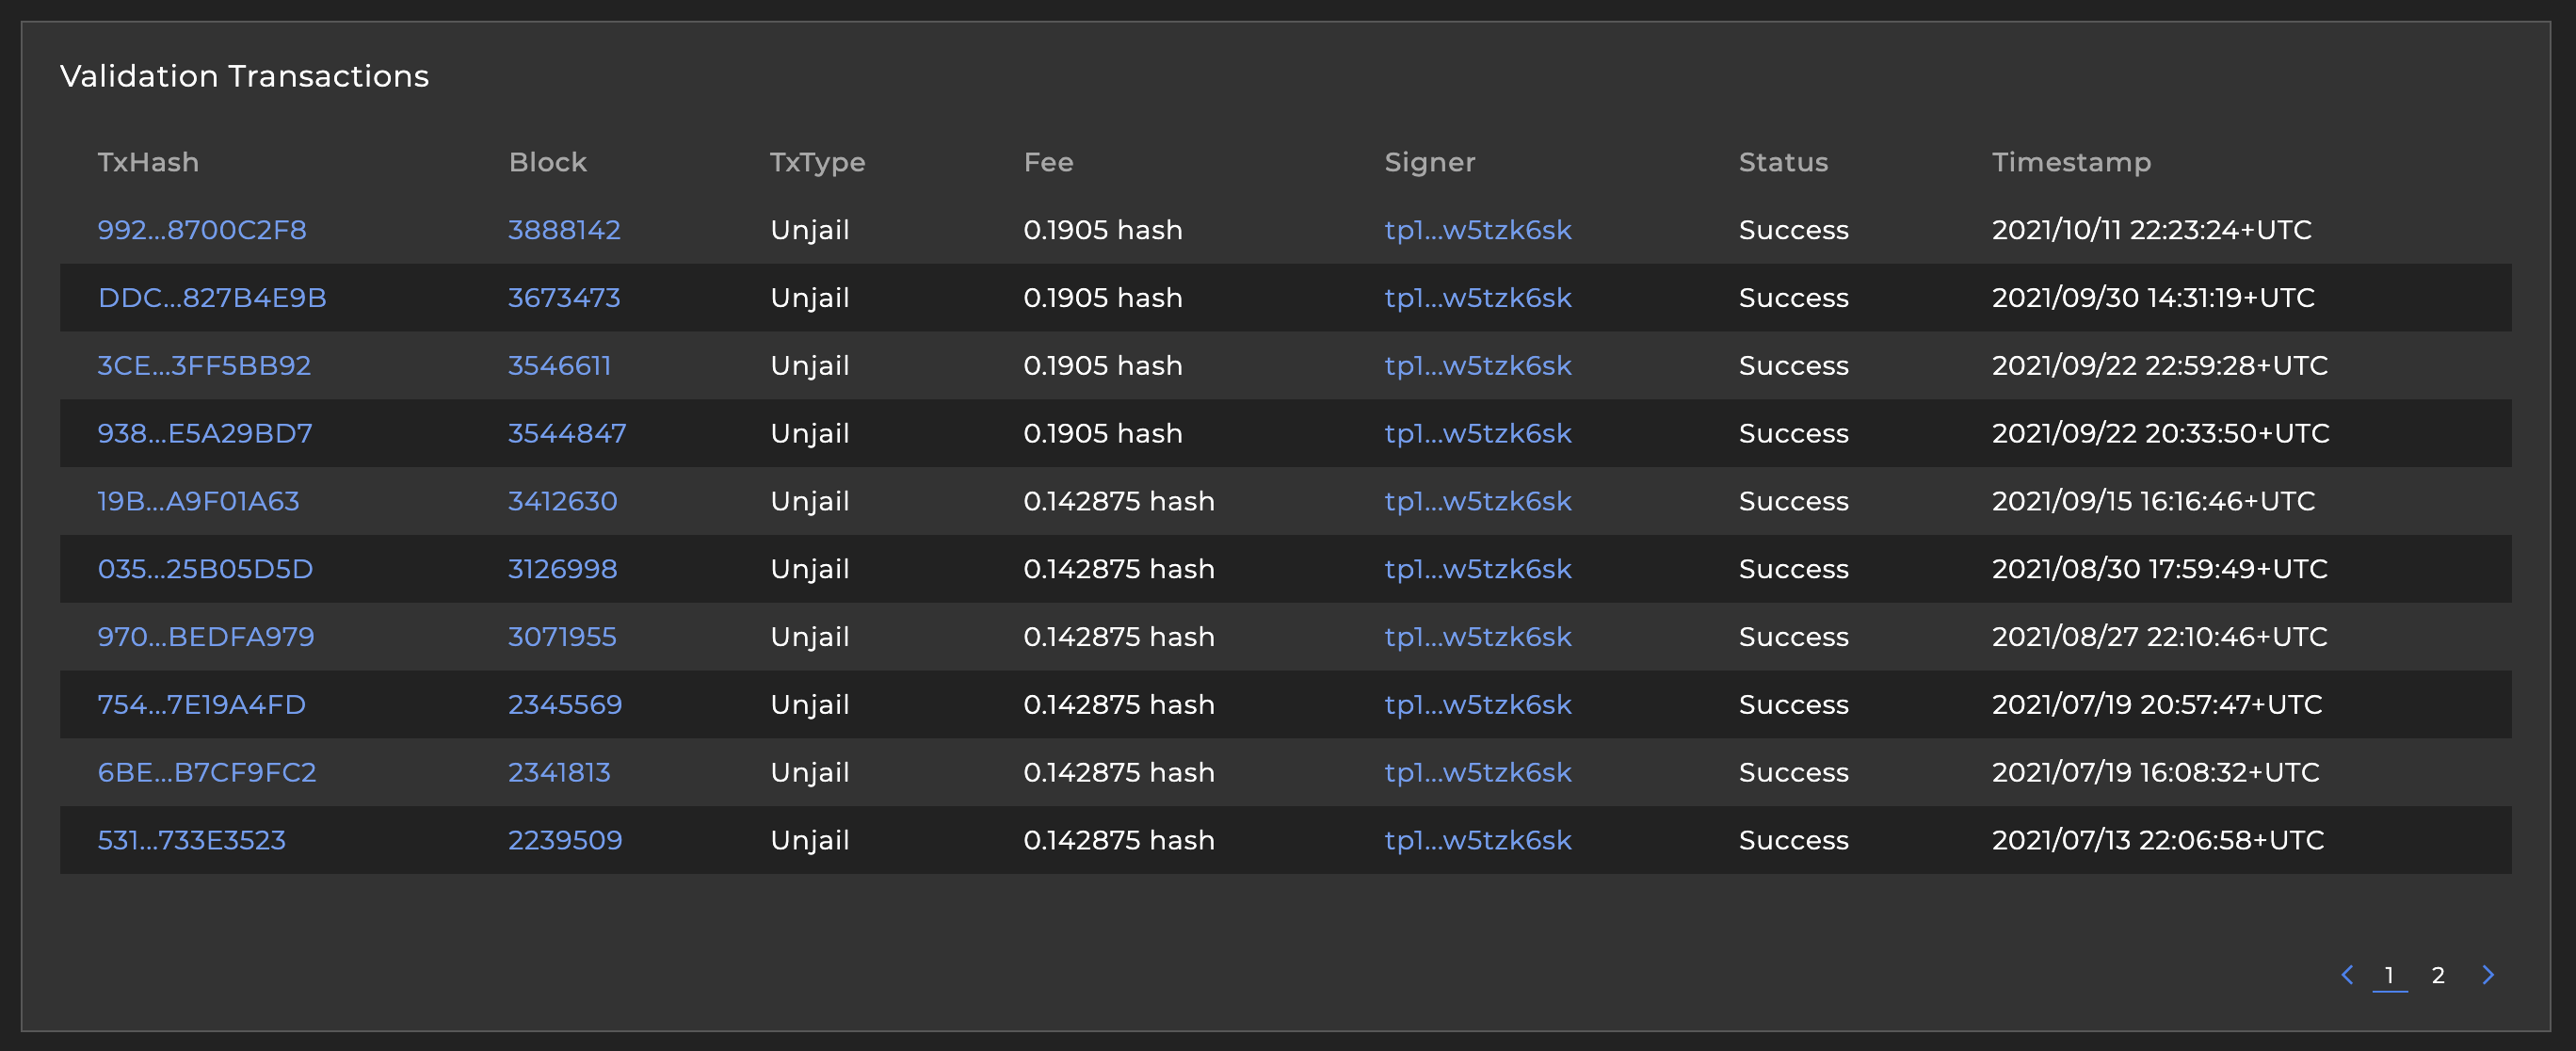 Validation Transactions
TxHash Block TxType Fee Signer Status Timestamp
992...8700C2F8 3888142 Unjail 0.1905 hash tp1...w5tzk6sk Success 2021/10/11 22:23:24+UTC
DDC...827B4E9B 3673473 Unjail 0.1905 hash tp1...w5tzk6sk Success 2021/09/30 14:31:19+UTC
3CE...3FF5BB92 3546611 Unjail 0.1905 hash tp1...w5tzk6sk Success 2021/09/22 22:59:28+UTC
938...E5A29BD7 3544847 Unjail 0.1905 hash tp1...w5tzk6sk Success 2021/09/22 20:33:50+UTC
19B...A9F01A63 3412630 Unjail 0.142875 hash tp1...w5tzk6sk Success 2021/09/15 16:16:46+UTC
035...25B05D5D 3126998 Unjail 0.142875 hash tp1...w5tzk6sk Success 2021/08/30 17:59:49+UTC
970...BEDFA979 3071955 Unjail 0.142875 hash tp1...w5tzk6sk Success 2021/08/27 22:10:46+UTC
754...7E19A4FD 2345569 Unjail 0.142875 hash tp1...w5tzk6sk Success 2021/07/19 20:57:47+UTC
6BE...B7CF9FC2 2341813 Unjail 0.142875 hash tp1...w5tzk6sk Success 2021/07/19 16:08:32+UTC
531...733E3523 2239509 Unjail 0.142875 hash tp1...w5tzk6sk Success 2021/07/13 22:06:58+UTC
1 2